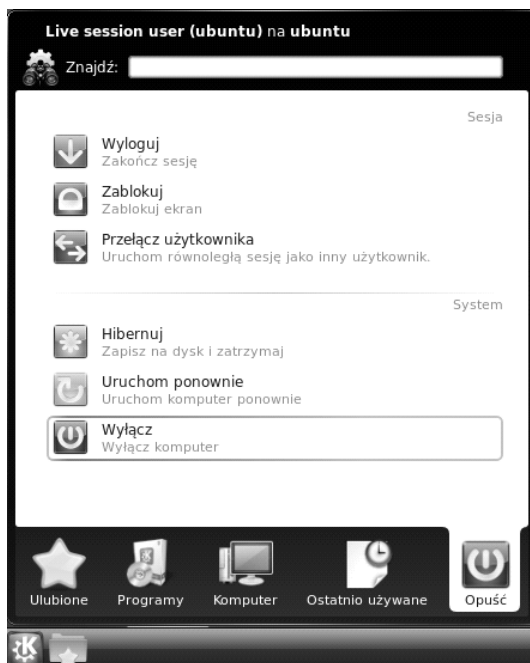 Live session user (ubuntu) na ubuntu
Znajdź:
Sesja
Wyloguj
Zakończ sesję
Zablokuj
Zablokuj ekran
Przełącz użytkownika
Uruchom równoległą sesję jako inny użytkownik.
System
Hibernuj
Zapisz na dysk i zatrzymaj
Uruchom ponownie
Uruchom komputer ponownie
Wyłącz
Wyłącz komputer
Ulubione Programy Komputer Ostatnio używane Opuść